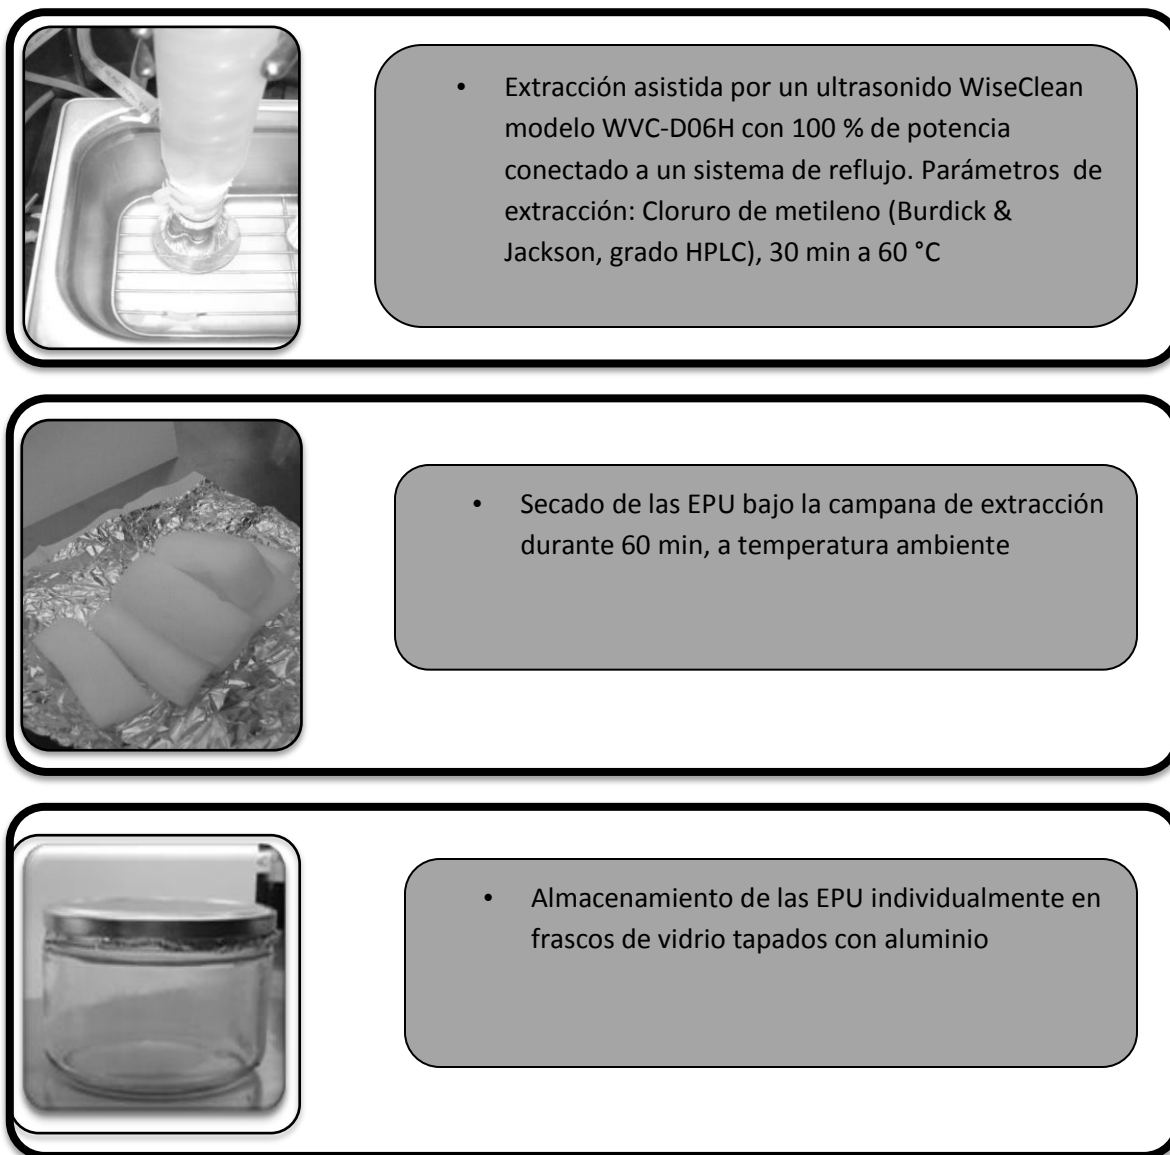 • Extracción asistida por un ultrasonido WiseClean
modelo WVC-D06H con 100 % de potencia
conectado a un sistema de reflujo. Parámetros de
extracción: Cloruro de metileno (Burdick &
Jackson, grado HPLC), 30 min a 60 °C
• Secado de las EPU bajo la campana de extracción
durante 60 min, a temperatura ambiente
• Almacenamiento de las EPU individualmente en
frascos de vidrio tapados con aluminio